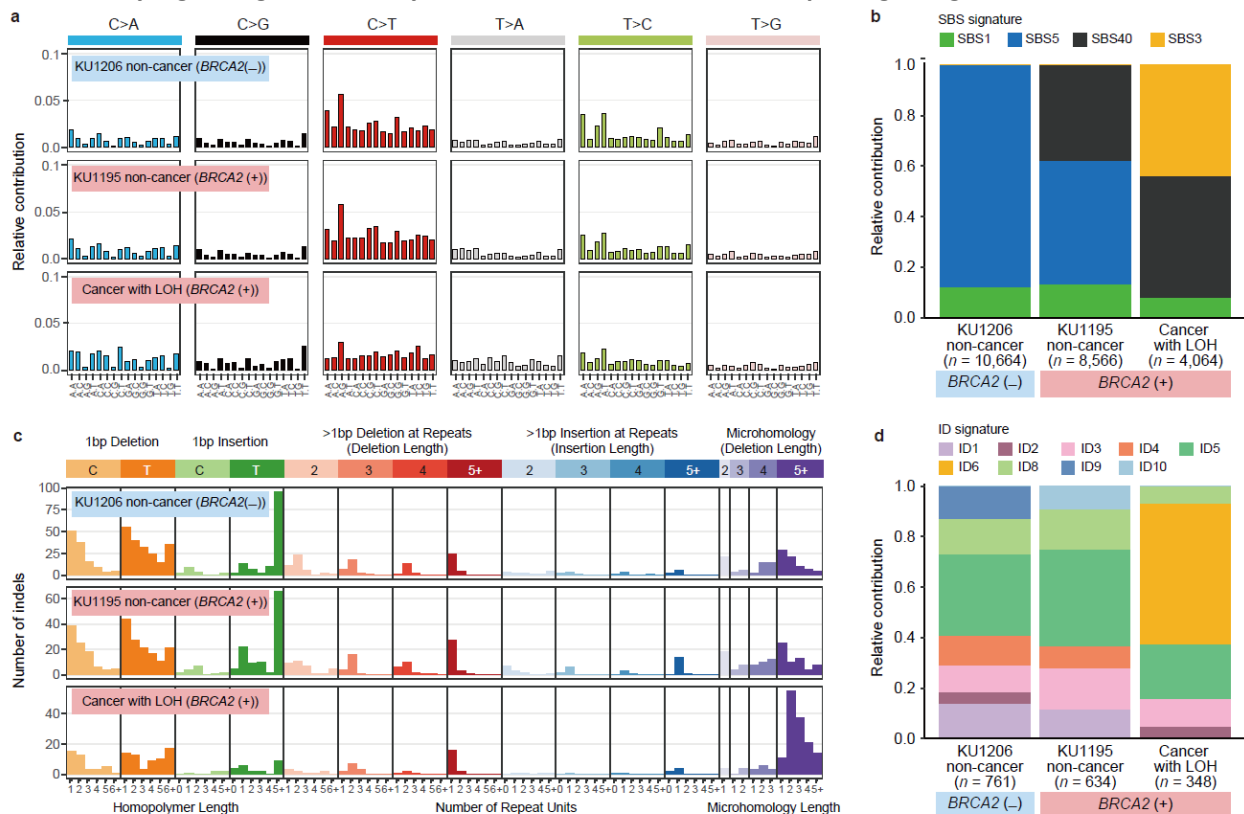 a
C>A C>G C>T T>A T>C T>G
Relative contribution
0.1
0.05
0.0
KU1206 non-cancer (BRCA2(–))
0.1
0.05
0.0
KU1195 non-cancer (BRCA2 (+))
0.1
0.05
0.0
Cancer with LOH (BRCA2 (+))
b
SBS signature
SBS1 SBS5 SBS40 SBS3
Relative contribution
1.0
0.8
0.6
0.4
0.2
0.0
KU1206 non-cancer (n = 10,664)
KU1195 non-cancer (n = 8,566)
Cancer with LOH (n = 4,064)
BRCA2 (–) BRCA2 (+)
c
1bp Deletion 1bp Insertion >1bp Deletion at Repeats (Deletion Length) >1bp Insertion at Repeats (Deletion Length) Microhomology (Deletion Length)
C T C T 2 3 4 5+ 2 3 4 5+ 2 3 4 5+
Number of indels
100
75
50
25
0
KU1206 non-cancer (BRCA2(–))
75
50
25
0
KU1195 non-cancer (BRCA2 (+))
40
20
0
Cancer with LOH (BRCA2 (+))
Homopolymer Length Number of Repeat Units Microhomology Length
d
ID signature
ID1 ID2 ID3 ID4 ID5
ID6 ID8 ID9 ID10
Relative contribution
1.0
0.8
0.6
0.4
0.2
0.0
KU1206 non-cancer (n = 761)
KU1195 non-cancer (n = 634)
Cancer with LOH (n = 348)
BRCA2 (–) BRCA2 (+)